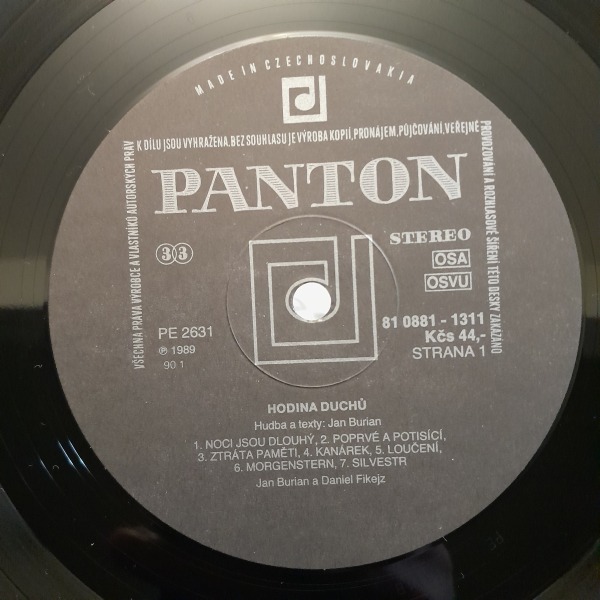 MADE IN CZECHOSLOVAKIA
VŠECHNA PRÁVA VÝROBCE A VLASTNÍKŮ AUTORSKÝCH PRÁV
K DÍLU JSOU VYHRAŽENA. BEZ SOUHLASU JE VÝROBA KOPIÍ, PRONÁJEM, PŮJČOVÁNÍ, VEŘEJNÉ
PROVOZOVÁNÍ A ROZHLASOVÉ ŠÍŘENÍ TÉTO DESKY ZAKÁZÁNO
PANTON
STEREO
33
OSA
OSVU
PE 2631
℗ 1989
90 1
81 0881 - 1311
Kčs 44,-
STRANA 1
HODINA DUCHŮ
Hudba a texty: Jan Burian
1. NOCI JSOU DLOUHÝ, 2. POPRVÉ A POTISÍCÍ,
3. ZTRÁTA PAMĚTI, 4. KANÁREK, 5. LOUČENÍ,
6. MORGENSTERN, 7. SILVESTR
Jan Burian a Daniel Fikejz